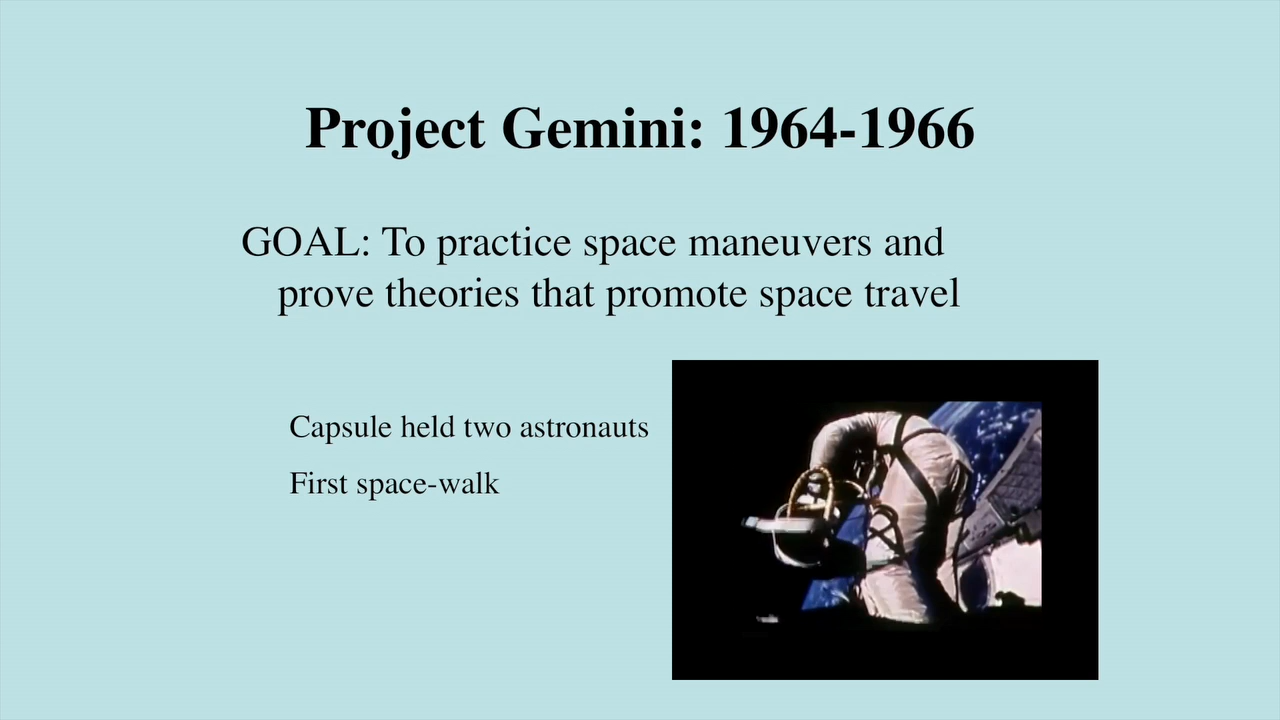 Project Gemini: 1964-1966
GOAL: To practice space maneuvers and
prove theories that promote space travel
Capsule held two astronauts
First space-walk